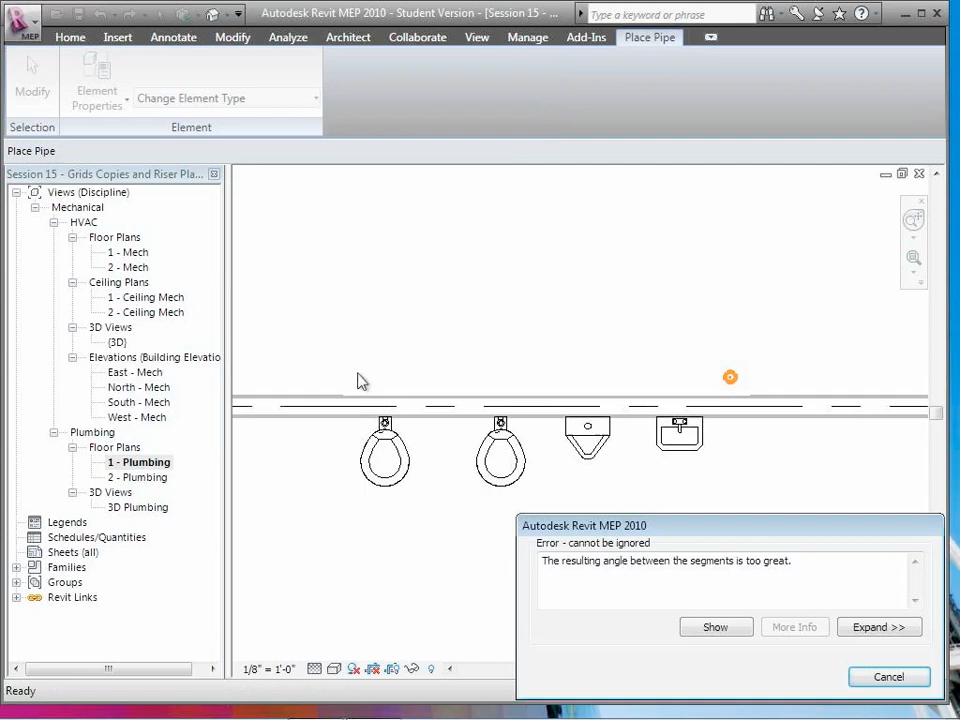 Autodesk Revit MEP 2010 - Student Version - [Session 15 - ...
Type a keyword or phrase
MEP
Home Insert Annotate Modify Analyze Architect Collaborate View Manage Add-Ins Place Pipe
Modify
Element
Properties
Change Element Type
Selection
Element
Place Pipe
Session 15 - Grids Copies and Riser Pla...
Views (Discipline)
Mechanical
HVAC
Floor Plans
1 - Mech
2 - Mech
Ceiling Plans
1 - Ceiling Mech
2 - Ceiling Mech
3D Views
{3D}
Elevations (Building Elevatio
East - Mech
North - Mech
South - Mech
West - Mech
Plumbing
Floor Plans
1 - Plumbing
2 - Plumbing
3D Views
3D Plumbing
Legends
Schedules/Quantities
Sheets (all)
Families
Groups
Revit Links
1/8" = 1'-0"
Ready
Autodesk Revit MEP 2010
Error - cannot be ignored
The resulting angle between the segments is too great.
Show More Info Expand >>
Cancel